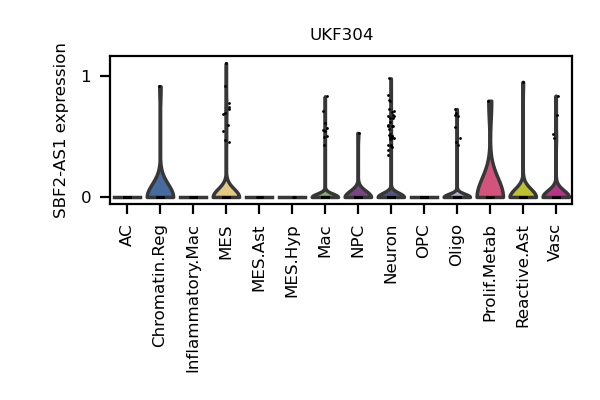 UKF304
SBF2-AS1 expression
1
0
AC
Chromatin.Reg
Inflammatory.Mac
MES
MES.Ast
MES.Hyp
Mac
NPC
Neuron
OPC
Oligo
Prolif.Metab
Reactive.Ast
Vasc